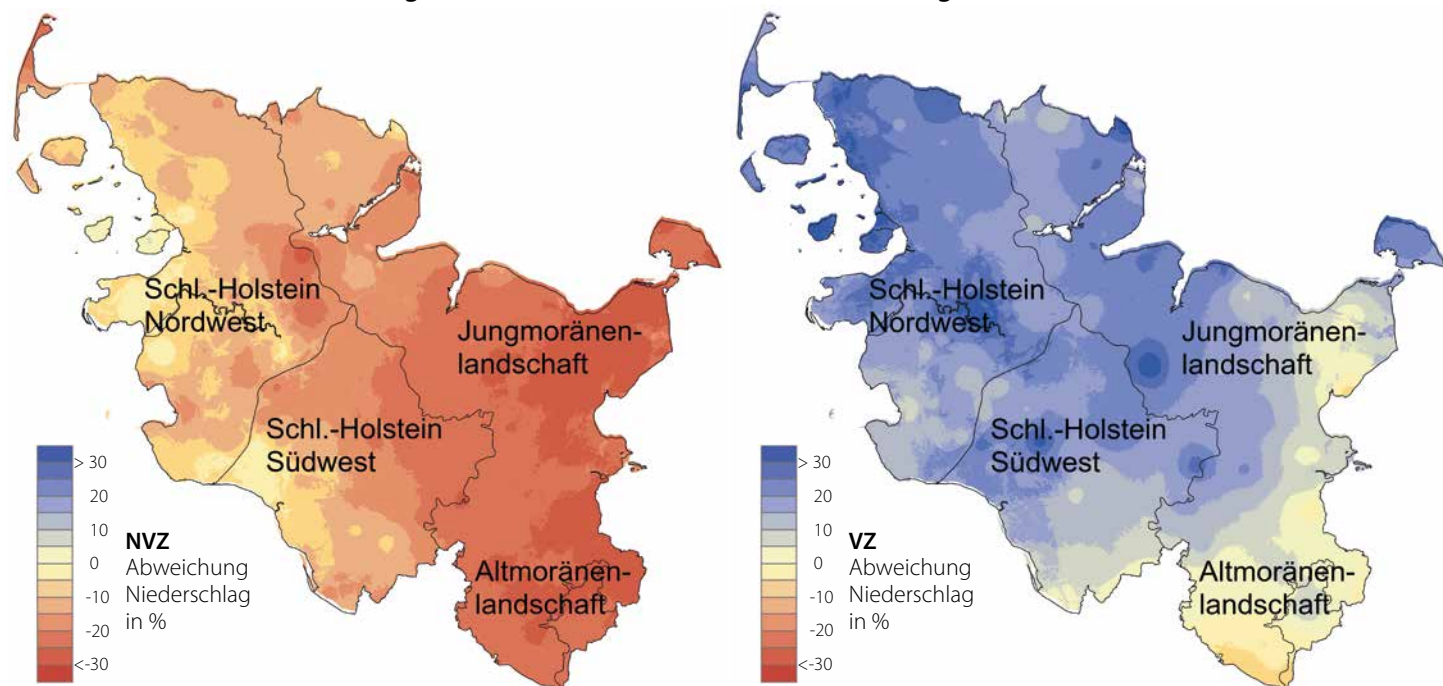 Schl.-Holstein
Nordwest
Jungmoränen-
landschaft
Schl.-Holstein
Südwest
Altmoränen-
landschaft
> 30
20
10
0
-10
-20
<-30
NVZ
Abweichung
Niederschlag
in %
Schl.-Holstein
Nordwest
Jungmoränen-
landschaft
Schl.-Holstein
Südwest
Altmoränen-
landschaft
> 30
20
10
0
-10
-20
<-30
VZ
Abweichung
Niederschlag
in %